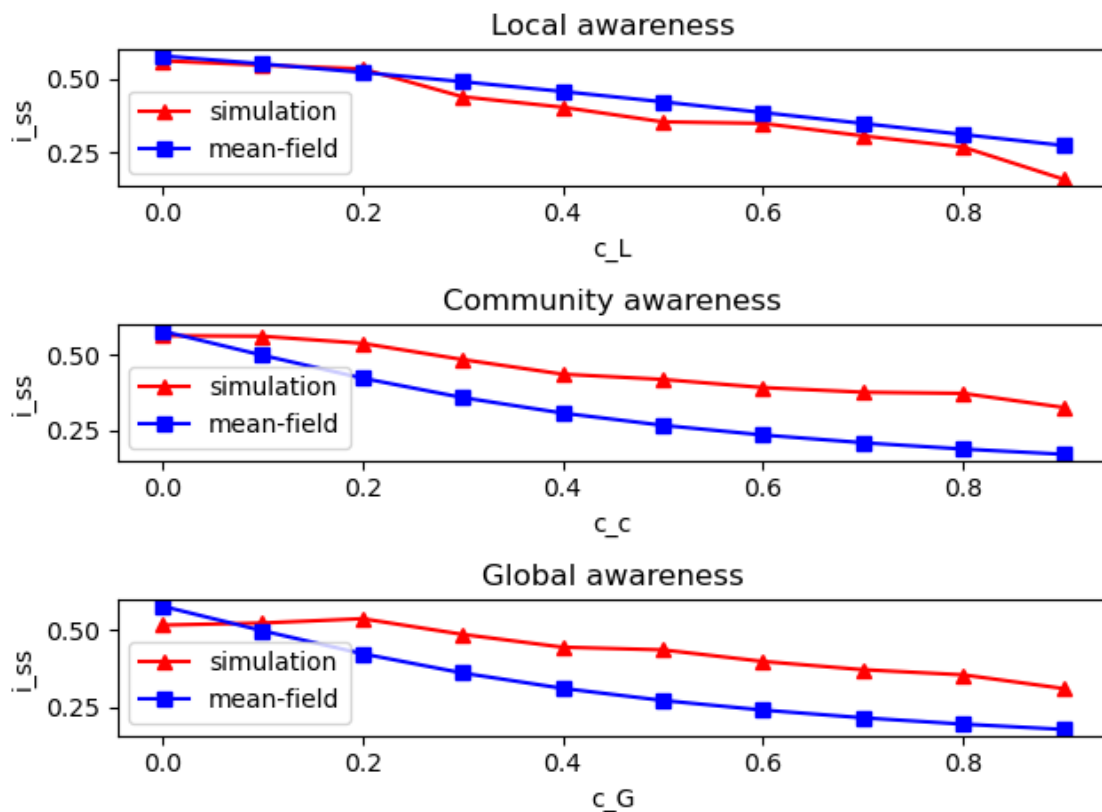 Local awareness
0.50
0.25
i_ss
simulation
mean-field
0.0 0.2 0.4 0.6 0.8
c_L
Community awareness
0.50
0.25
i_ss
simulation
mean-field
0.0 0.2 0.4 0.6 0.8
c_c
Global awareness
0.50
0.25
i_ss
simulation
mean-field
0.0 0.2 0.4 0.6 0.8
c_G